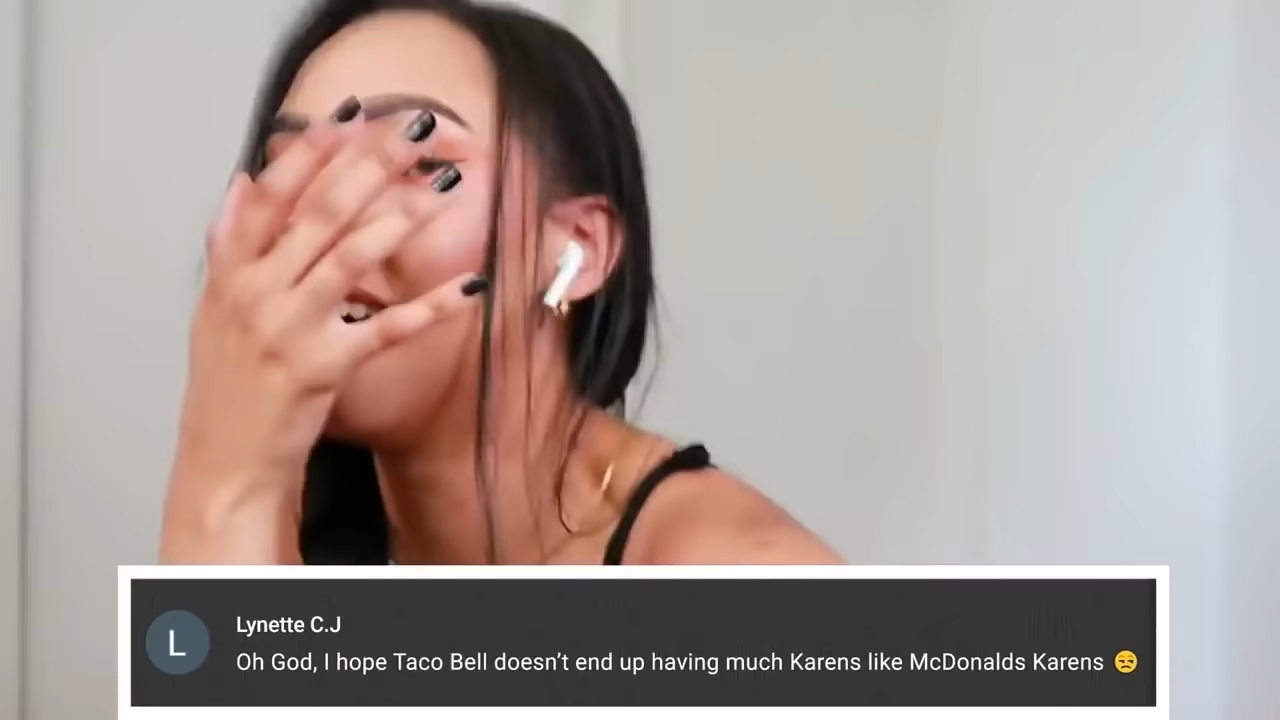 L
Lynette C.J
Oh God, I hope Taco Bell doesn’t end up having much Karens like McDonalds Karens 😒